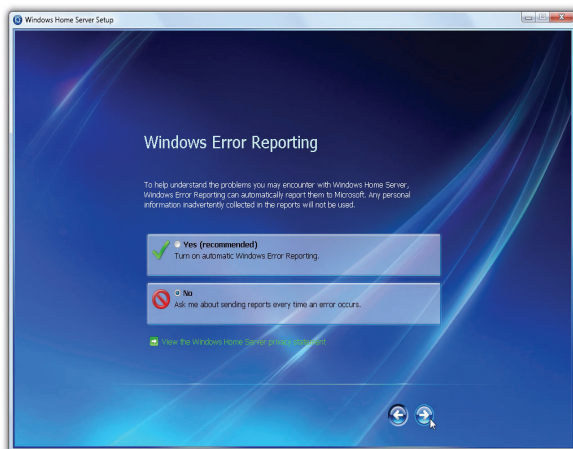 Windows Home Server Setup
Windows Error Reporting
To help understand the problems you may encounter with Windows Home Server,
Windows Error Reporting can automatically report them to Microsoft. Any personal
information inadvertently collected in the reports will not be used.
Yes (recommended)
Turn on automatic Windows Error Reporting.
No
Ask me about sending reports every time an error occurs.
View the Windows Home Server privacy statement